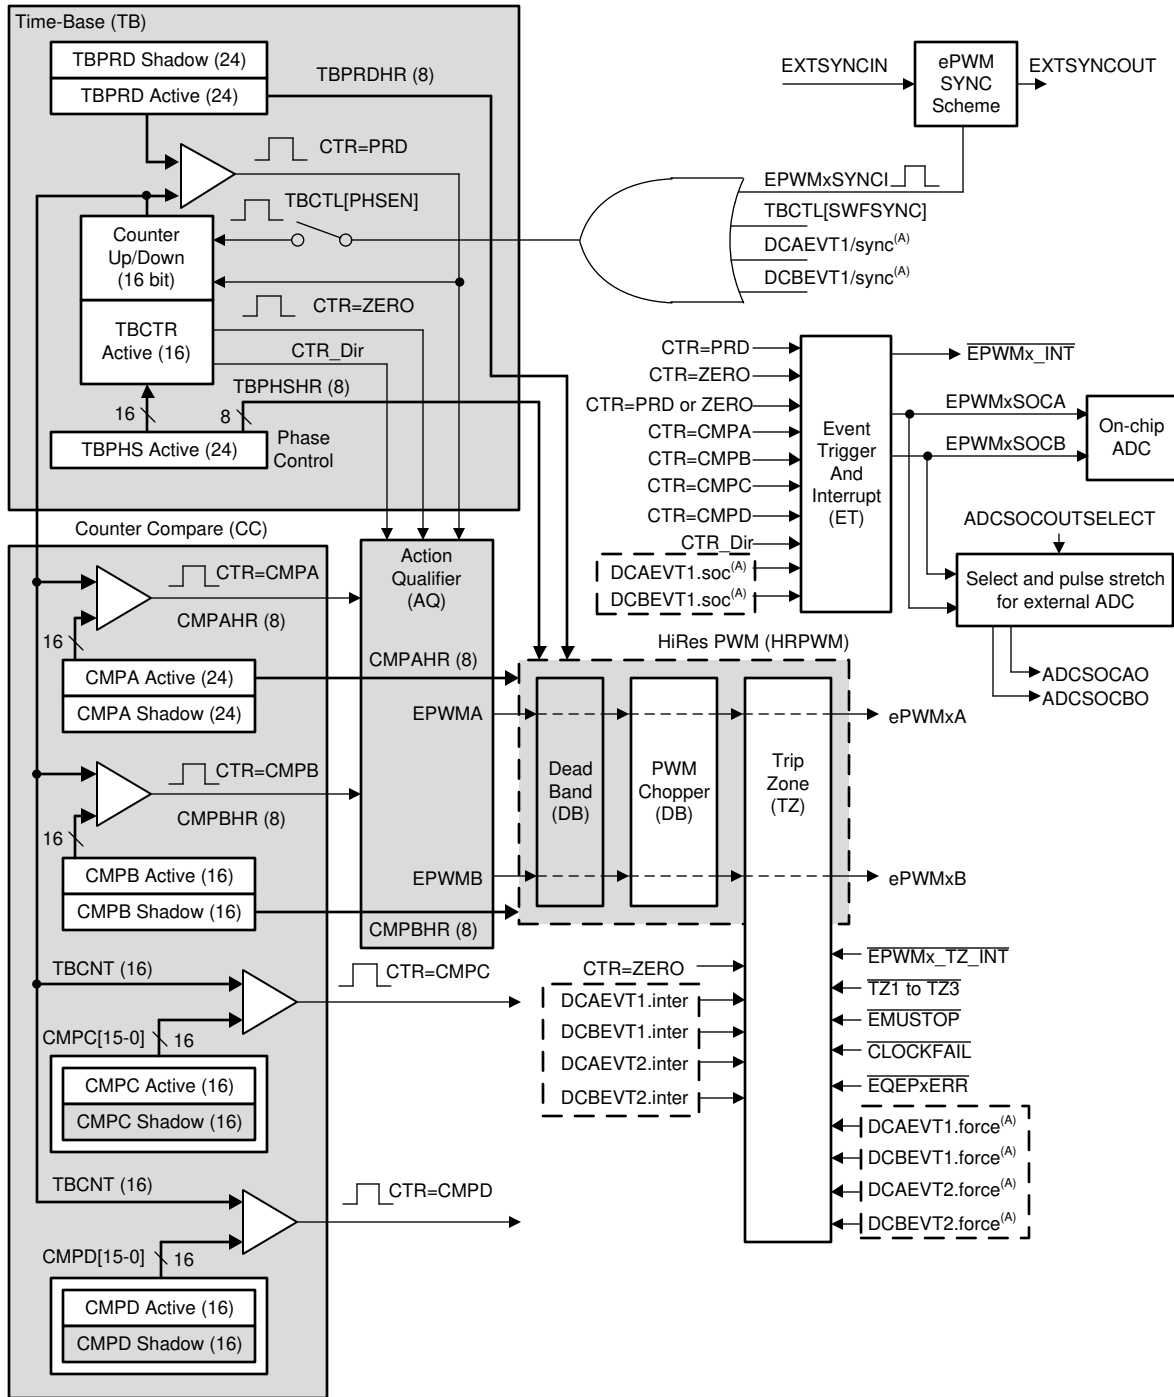 Time-Base (TB)
TBPRD Shadow (24)
TBPRD Active (24)
TBPRDHR (8)
CTR=PRD
TBCTL[PHSEN]
Counter
Up/Down
(16 bit)
CTR=ZERO
TBCTR
Active (16)
CTR_Dir
TBPHSHR (8)
16
8
TBPHS Active (24)
Phase
Control
EXTSYNCIN
ePWM
SYNC
Scheme
EXTSYNCOUT
EPWMxSYNCI
TBCTL[SWFSYNC]
DCAEVT1/sync(A)
DCBEVT1/sync(A)
CTR=PRD
CTR=ZERO
CTR=PRD or ZERO
CTR=CMPA
CTR=CMPB
CTR=CMPC
CTR=CMPD
CTR_Dir
DCAEVT1.soc(A)
DCBEVT1.soc(A)
Event
Trigger
And
Interrupt
(ET)
EPWMx_INT
EPWMxSOCA
EPWMxSOCB
On-chip
ADC
ADCSOCOUTSELECT
Select and pulse stretch
for external ADC
ADCSOCAO
ADCSOCBO
Counter Compare (CC)
CTR=CMPA
CMPAHR (8)
16
CMPA Active (24)
CMPA Shadow (24)
CTR=CMPB
CMPBHR (8)
16
CMPB Active (16)
CMPB Shadow (16)
TBCNT (16)
CTR=CMPC
CMPC[15-0]
16
CMPC Active (16)
CMPC Shadow (16)
TBCNT (16)
CTR=CMPD
CMPD[15-0]
16
CMPD Active (16)
CMPD Shadow (16)
Action
Qualifier
(AQ)
CMPAHR (8)
EPWMA
EPWMB
CMPBHR (8)
HiRes PWM (HRPWM)
Dead
Band
(DB)
PWM
Chopper
(DB)
Trip
Zone
(TZ)
ePWMxA
ePWMxB
CTR=ZERO
DCAEVT1.inter
DCBEVT1.inter
DCAEVT2.inter
DCBEVT2.inter
EPWMx_TZ_INT
TZ1 to TZ3
EMUSTOP
CLOCKFAIL
EQEPxERR
DCAEVT1.force(A)
DCBEVT1.force(A)
DCAEVT2.force(A)
DCBEVT2.force(A)